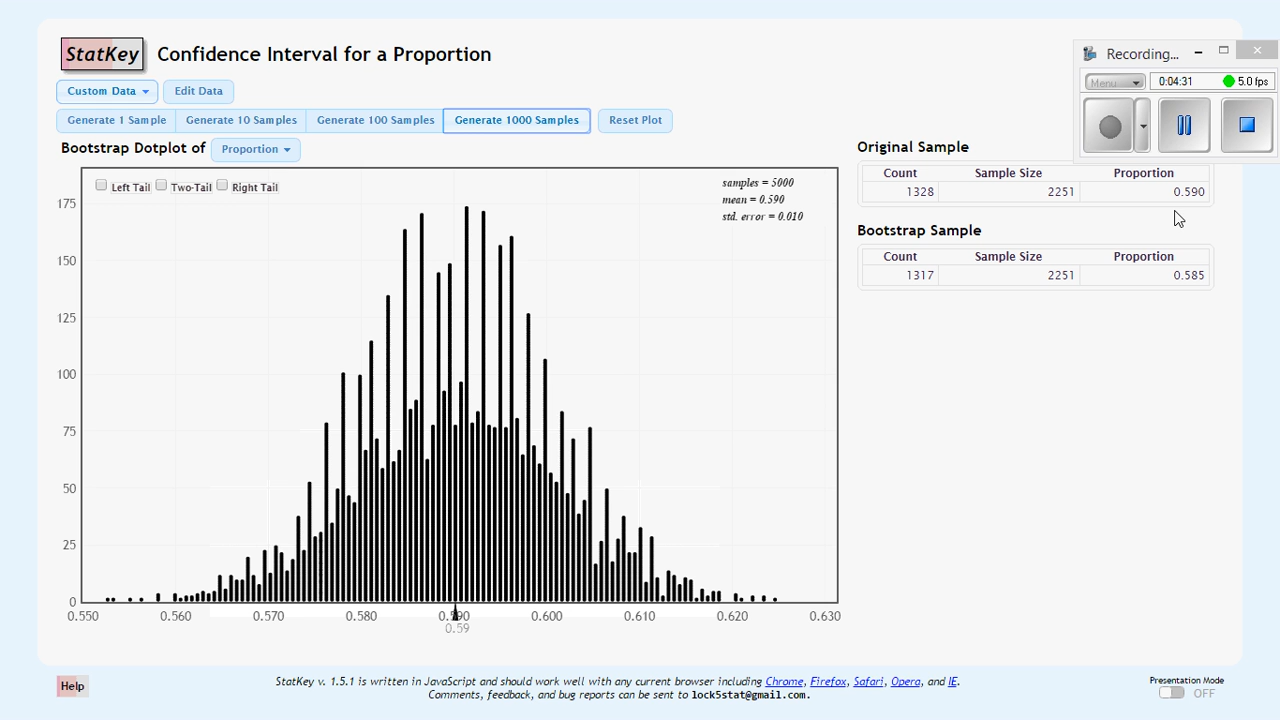 StatKey Confidence Interval for a Proportion
Recording...
Menu 0:04:31 5.0 fps
Custom Data Edit Data
Generate 1 Sample Generate 10 Samples Generate 100 Samples Generate 1000 Samples Reset Plot
Bootstrap Dotplot of Proportion
Left Tail Two-Tail Right Tail
samples = 5000
mean = 0.590
std. error = 0.010
175
150
125
100
75
50
25
0
0.550 0.560 0.570 0.580 0.590 0.600 0.610 0.620 0.630
0.59
Original Sample
Count Sample Size Proportion
1328 2251 0.590
Bootstrap Sample
Count Sample Size Proportion
1317 2251 0.585
Help
StatKey v. 1.5.1 is written in JavaScript and should work well with any current browser including Chrome, Firefox, Safari, Opera, and IE.
Comments, feedback, and bug reports can be sent to lock5stat@gmail.com.
Presentation Mode
OFF